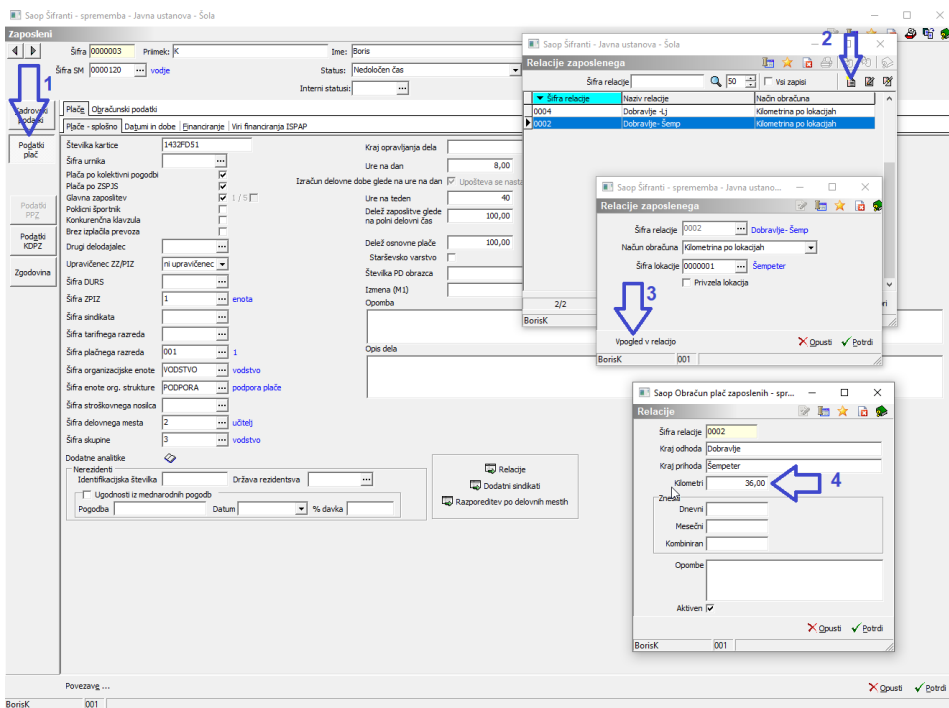 Saop Šifranti - sprememba - Javna ustanova - Šola
Zaposleni
Šifra 0000003 Priimek: K Ime: Boris
Šifra SM 0000120 vodje Status: Nedoločen čas
Interni statusi:
1
Kadrovski podatki
Podatki plač
Podatki PPZ
Podatki KDPZ
Zgodovina
Plače Obračunski podatki
Plače - splošno Datumi in dobe Financiranje Viri financiranja ISPAP
Številka kartice 1432FD51
Šifra urnika
Plača po kolektivni pogodbi
Plača po ZSPJS
Glavna zaposlitev 1 / 5
Poklicni športnik
Konkurenčna klavzula
Brez izplačila prevoza
Drugi delodajalec
Upravičenec ZZ/PIZ ni upravičenec
Šifra DURS
Šifra ZPIZ 1 enota
Šifra sindikata
Šifra tarifnega razreda
Šifra plačnega razreda 001 1
Šifra organizacijske enote VODSTVO vodstvo
Šifra enote org. strukture PODPORA podpora plače
Šifra stroškovnega nosilca
Šifra delovnega mesta 2 učitelj
Šifra skupine 3 vodstvo
Dodatne analitike
Nerezidenti
Identifikacijska številka Država rezidentsva
Ugodnosti iz mednarodnih pogodb
Pogodba Datum % davka
Kraj opravljanja dela
Ure na dan 8,00
Izračun delovne dobe glede na ure na dan Upošteva se nasta
Ure na teden 40
Delež zaposlitve glede na polni delovni čas 100,00
Delež osnovne plače 100,00
Starševsko varstvo
Številka PD obrazca
Izmena (M1)
Opomba
Opis dela
Relacije
Dodatni sindikati
Razporeditev po delovnih mestih
Povezave ...
Opusti Potrdi
BorisK 001
Saop Šifranti - Javna ustanova - Šola
2
Relacije zaposlenega
Šifra relacije 50 Vsi zapisi
Šifra relacije Naziv relacije Način obračuna
0004 Dobravlje -Lj Kilometrina po lokacijah
0002 Dobravlje- Šemp Kilometrina po lokacijah
2/2
BorisK
Saop Šifranti - sprememba - Javna ustano...
Relacije zaposlenega
Šifra relacije 0002 Dobravlje- Šemp
Način obračuna Kilometrina po lokacijah
Šifra lokacije 0000001 Šempeter
Privzeta lokacija
3
Vpogled v relacijo
Opusti Potrdi
BorisK 001
Saop Obračun plač zaposlenih - spr...
Relacije
Šifra relacije 0002
Kraj odhoda Dobravlje
Kraj prihoda Šempeter
Kilometri 36,00
4
Zneski
Dnevni
Mesečni
Kombiniran
Opombe
Aktiven
Opusti Potrdi
BorisK 001